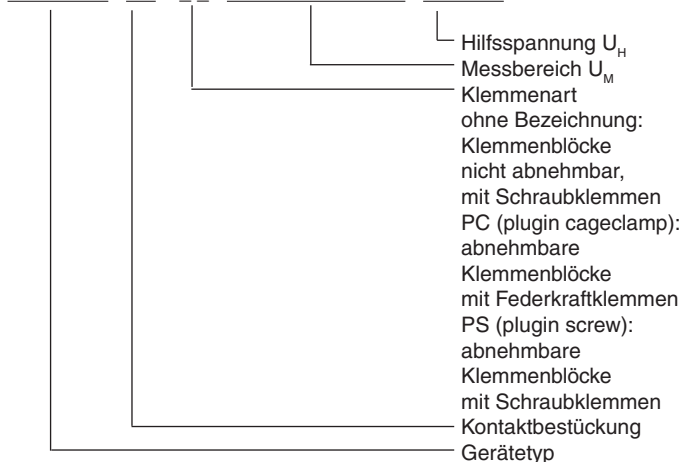 Hilfsspannung U_H
Messbereich U_M
Klemmenart
ohne Bezeichnung:
Klemmenblöcke
nicht abnehmbar,
mit Schraubklemmen
PC (plugin cageclamp):
abnehmbare
Klemmenblöcke
mit Federkraftklemmen
PS (plugin screw):
abnehmbare
Klemmenblöcke
mit Schraubklemmen
Kontaktbestückung
Gerätetyp